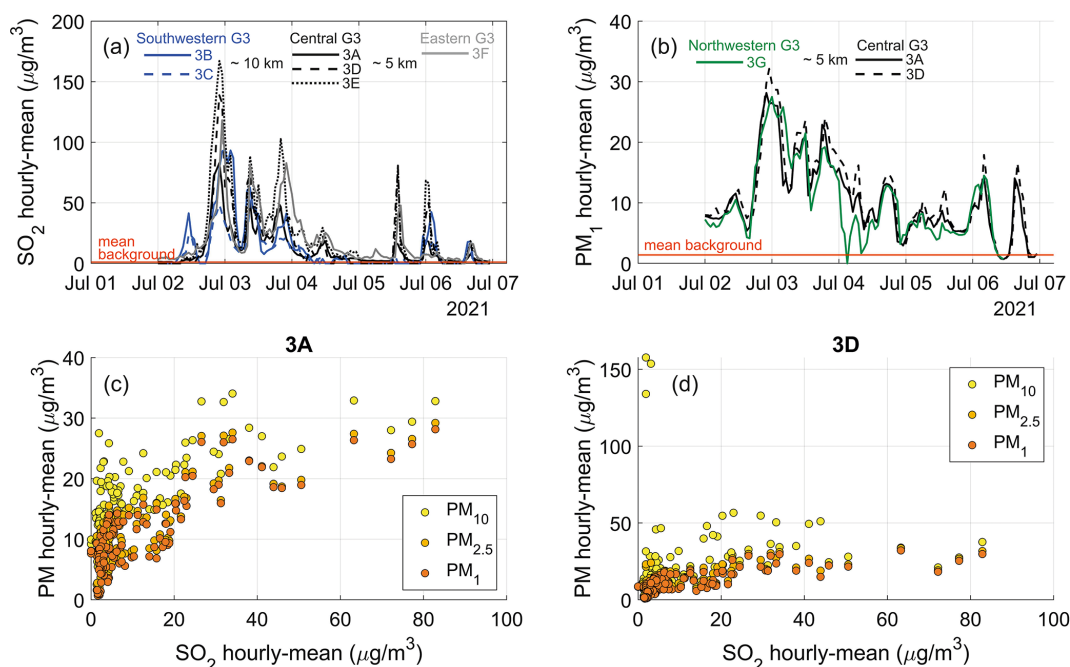 (a)
Southwestern G3
3B
3C
~ 10 km
Central G3
3A
3D
3E
~ 5 km
Eastern G3
3F
SO2 hourly-mean (μg/m3)
200
150
100
50
0
mean
background
Jul 01 Jul 02 Jul 03 Jul 04 Jul 05 Jul 06 Jul 07
2021
(b)
Northwestern G3
3G
~ 5 km
Central G3
3A
3D
PM1 hourly-mean (μg/m3)
40
30
20
10
0
mean background
Jul 01 Jul 02 Jul 03 Jul 04 Jul 05 Jul 06 Jul 07
2021
3A
(c)
PM hourly-mean (μg/m3)
40
30
20
10
0
PM10
PM2.5
PM1
0 20 40 60 80 100
SO2 hourly-mean (μg/m3)
3D
(d)
PM hourly-mean (μg/m3)
150
100
50
0
PM10
PM2.5
PM1
0 20 40 60 80 100
SO2 hourly-mean (μg/m3)